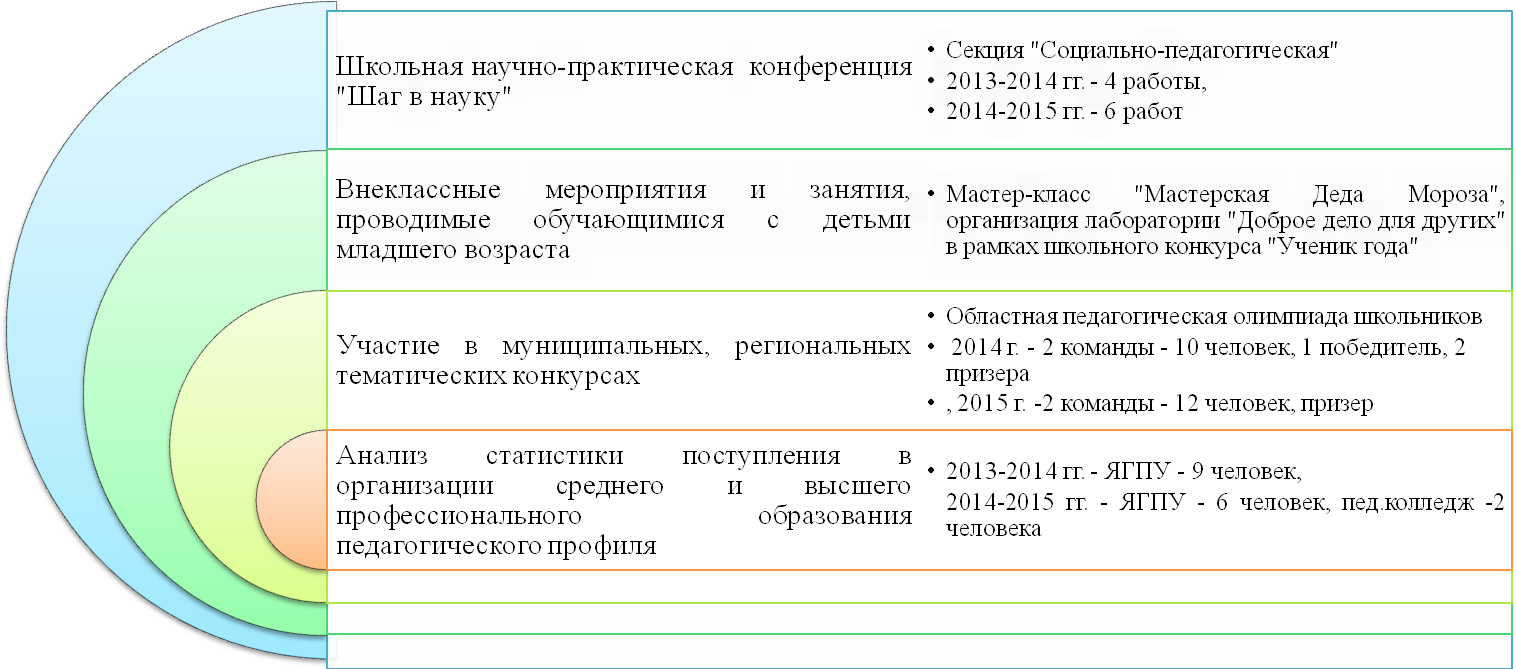 Школьная научно-практическая конференция
"Шаг в науку"
• Секция "Социально-педагогическая"
• 2013-2014 гг. - 4 работы,
• 2014-2015 гг. - 6 работ
Внеклассные мероприятия и занятия,
проводимые обучающимися с детьми
младшего возраста
• Мастер-класс "Мастерская Деда Мороза",
организация лаборатории "Доброе дело для других"
в рамках школьного конкурса "Ученик года"
Участие в муниципальных, региональных
тематических конкурсах
• Областная педагогическая олимпиада школьников
• 2014 г. - 2 команды - 10 человек, 1 победитель, 2
призера
• , 2015 г. -2 команды - 12 человек, призер
Анализ статистики поступления в
организации среднего и высшего
профессионального образования
педагогического профиля
• 2013-2014 гг. - ЯГПУ - 9 человек,
2014-2015 гг. - ЯГПУ - 6 человек, пед.колледж -2
человека